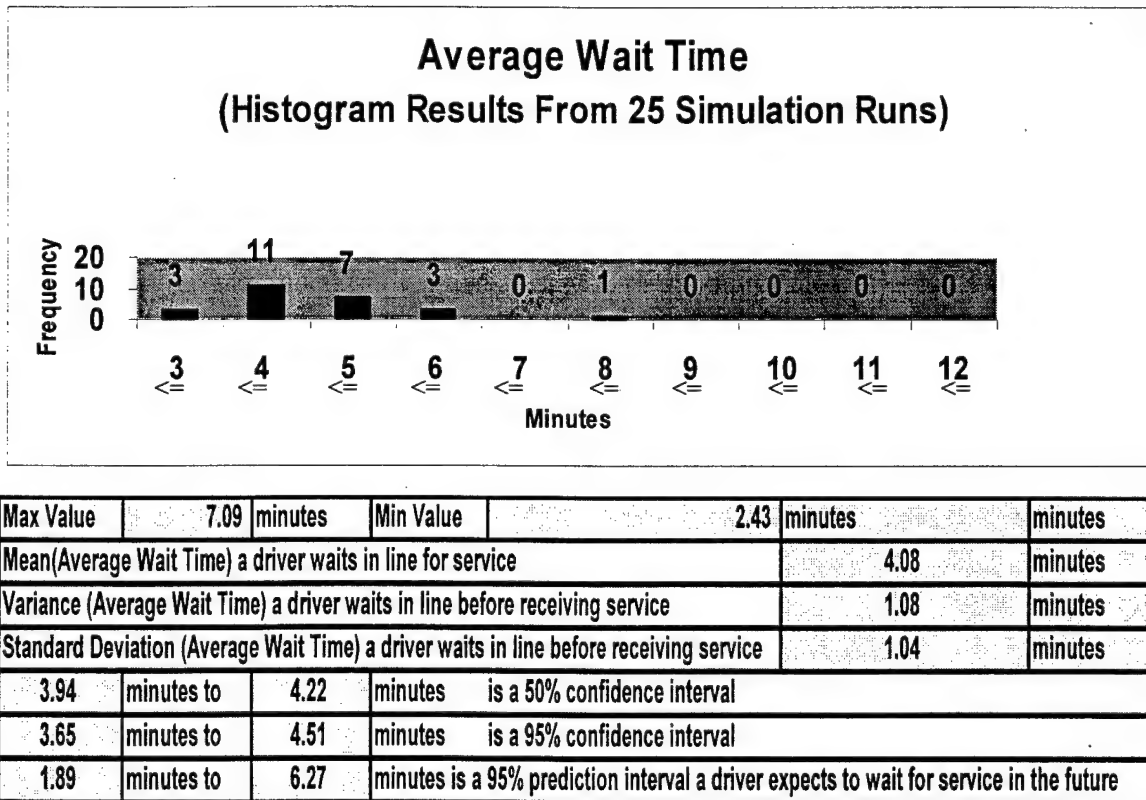 Average Wait Time
(Histogram Results From 25 Simulation Runs)
Frequency
20
10
0
3 11 7 3 0 1 0 0 0 0
3 4 5 6 7 8 9 10 11 12
<= <= <= <= <= <= <= <= <= <=
Minutes
Max Value 7.09 minutes Min Value 2.43 minutes minutes
Mean(Average Wait Time) a driver waits in line for service 4.08 minutes
Variance (Average Wait Time) a driver waits in line before receiving service 1.08 minutes
Standard Deviation (Average Wait Time) a driver waits in line before receiving service 1.04 minutes
3.94 minutes to 4.22 minutes is a 50% confidence interval
3.65 minutes to 4.51 minutes is a 95% confidence interval
1.89 minutes to 6.27 minutes is a 95% prediction interval a driver expects to wait for service in the future